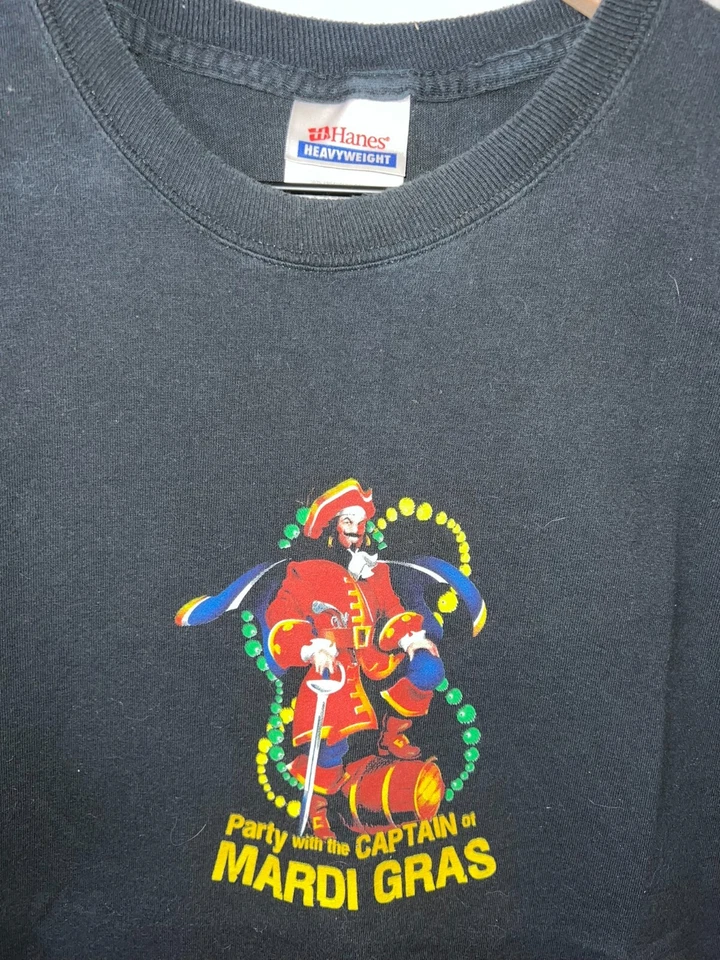 Hanes
HEAVYWEIGHT
Party with the CAPTAIN of
MARDI GRAS